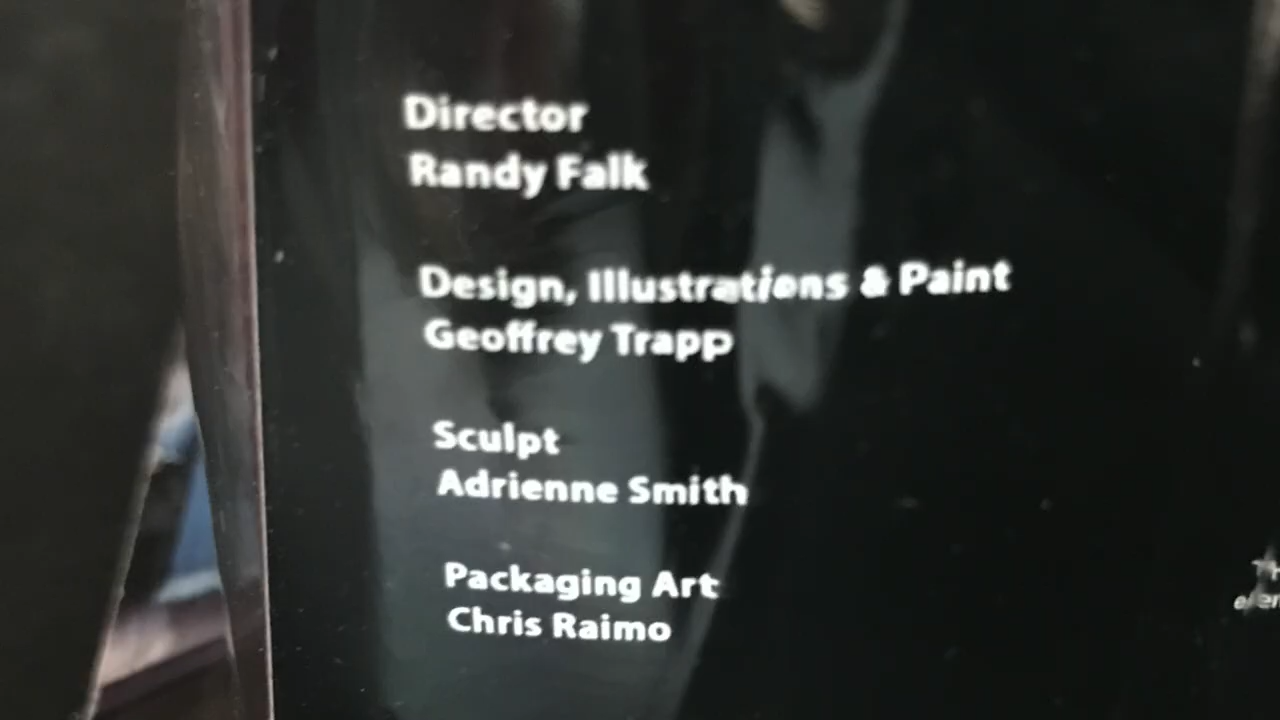 Director
Randy Falk
Design, Illustrations & Paint
Geoffrey Trapp
Sculpt
Adrienne Smith
Packaging Art
Chris Raimo